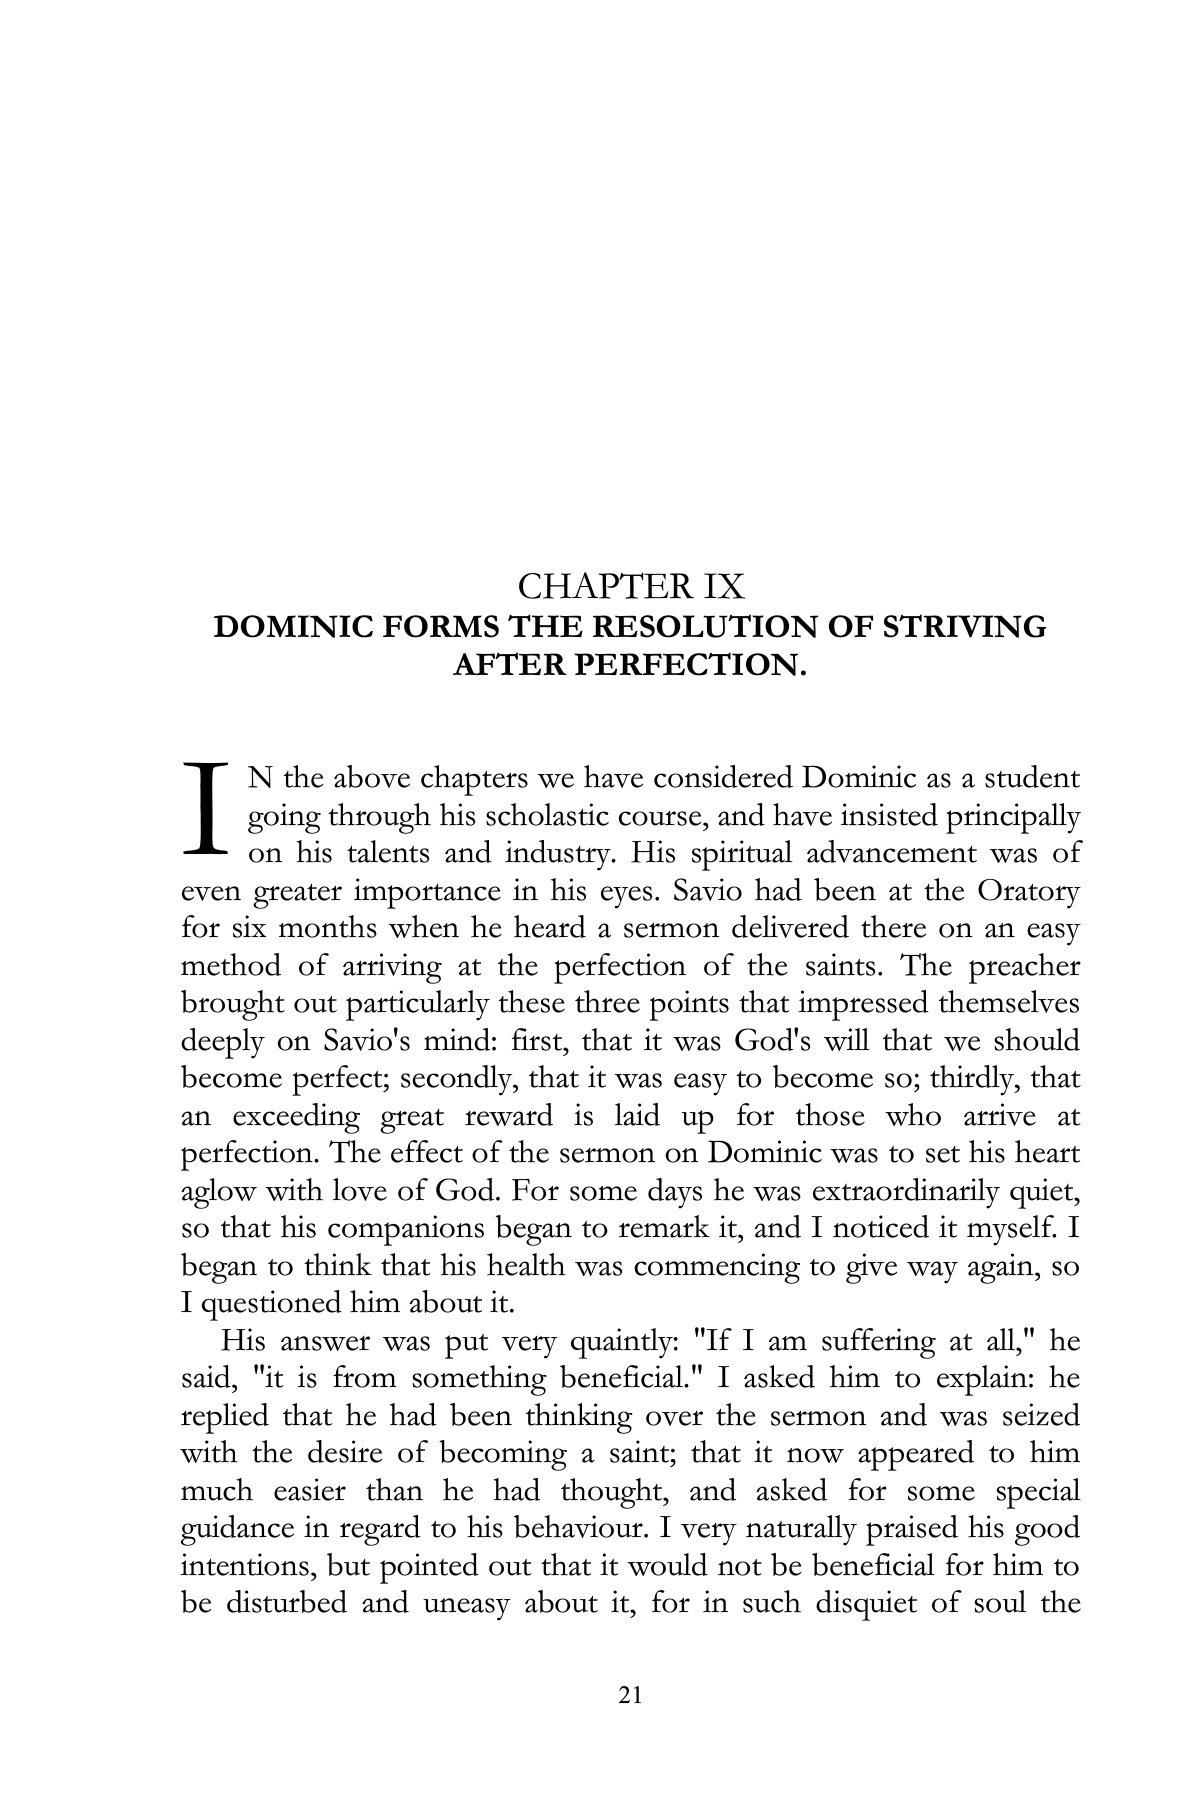 CHAPTER IX
DOMINIC FORMS THE RESOLUTION OF STRIVING
AFTER PERFECTION.
IN the above chapters we have considered Dominic as a student
going through his scholastic course, and have insisted principally
on his talents and industry. His spiritual advancement was of
even greater importance in his eyes. Savio had been at the Oratory
for six months when he heard a sermon delivered there on an easy
method of arriving at the perfection of the saints. The preacher
brought out particularly these three points that impressed themselves
deeply on Savio's mind: first, that it was God's will that we should
become perfect; secondly, that it was easy to become so; thirdly, that
an exceeding great reward is laid up for those who arrive at
perfection. The effect of the sermon on Dominic was to set his heart
aglow with love of God. For some days he was extraordinarily quiet,
so that his companions began to remark it, and I noticed it myself. I
began to think that his health was commencing to give way again, so
I questioned him about it.
His answer was put very quaintly: "If I am suffering at all," he
said, "it is from something beneficial." I asked him to explain: he
replied that he had been thinking over the sermon and was seized
with the desire of becoming a saint; that it now appeared to him
much easier than he had thought, and asked for some special
guidance in regard to his behaviour. I very naturally praised his good
intentions, but pointed out that it would not be beneficial for him to
be disturbed and uneasy about it, for in such disquiet of soul the
21